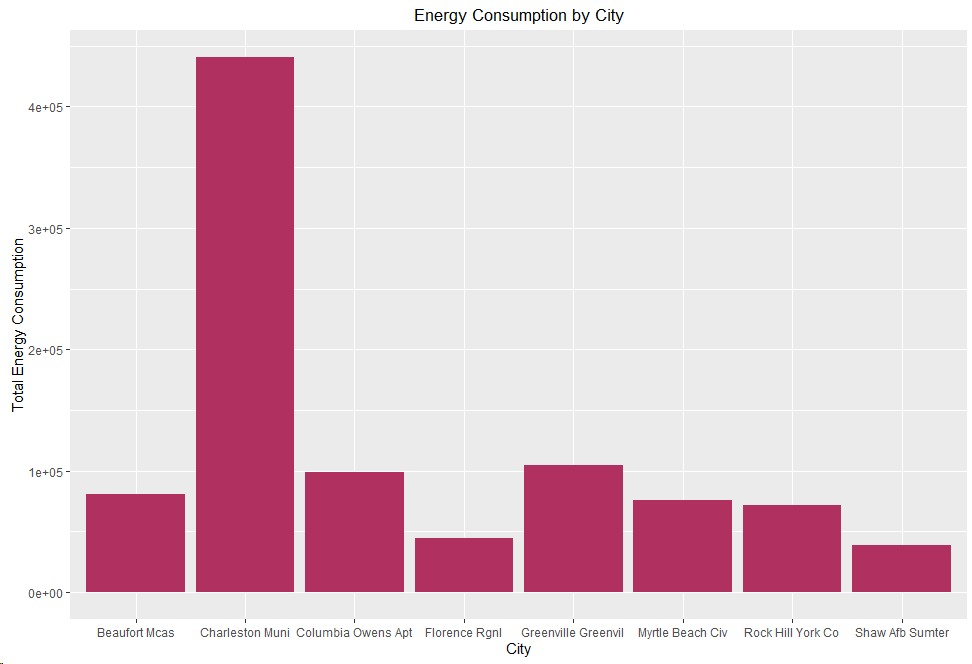 Energy Consumption by City
Total Energy Consumption
4e+05
3e+05
2e+05
1e+05
0e+00
Beaufort Mcas Charleston Muni Columbia Owens Apt Florence Rgnl Greenville Greenvil Myrtle Beach Civ Rock Hill York Co Shaw Afb Sumter
City